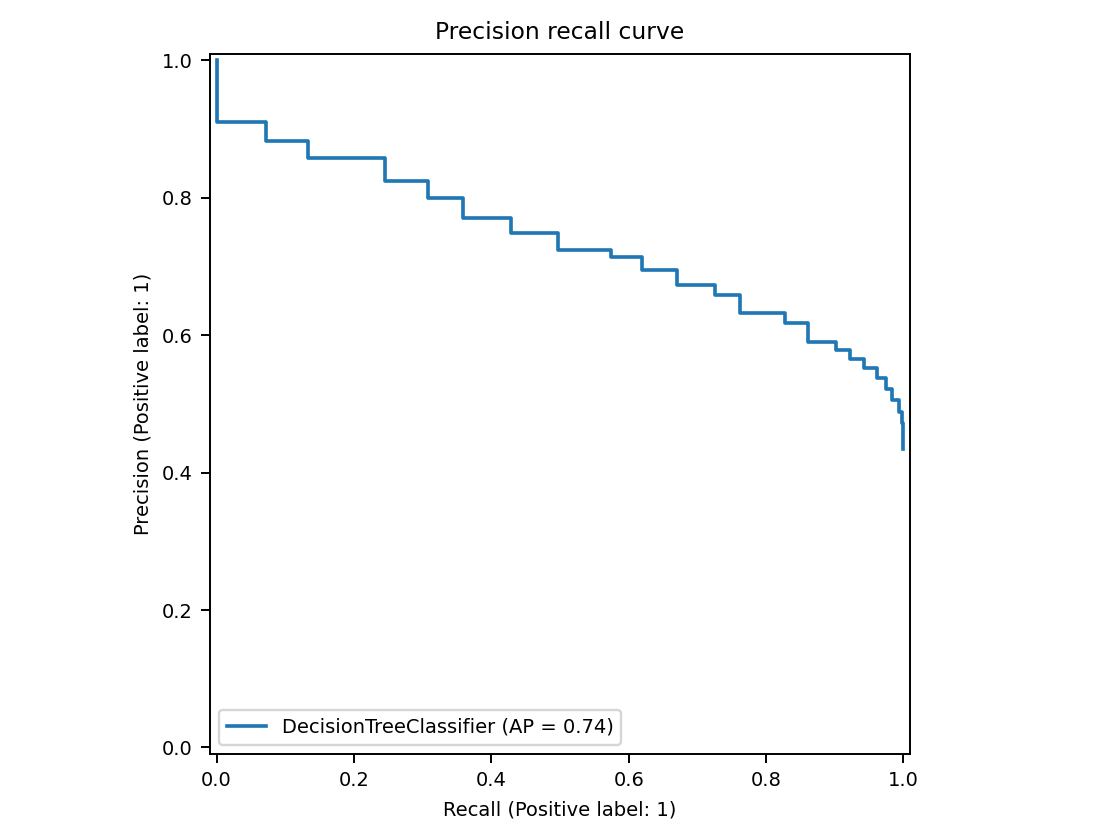 Precision recall curve
1.0
0.8
0.6
0.4
0.2
0.0
Precision (Positive label: 1)
DecisionTreeClassifier (AP = 0.74)
0.0 0.2 0.4 0.6 0.8 1.0
Recall (Positive label: 1)